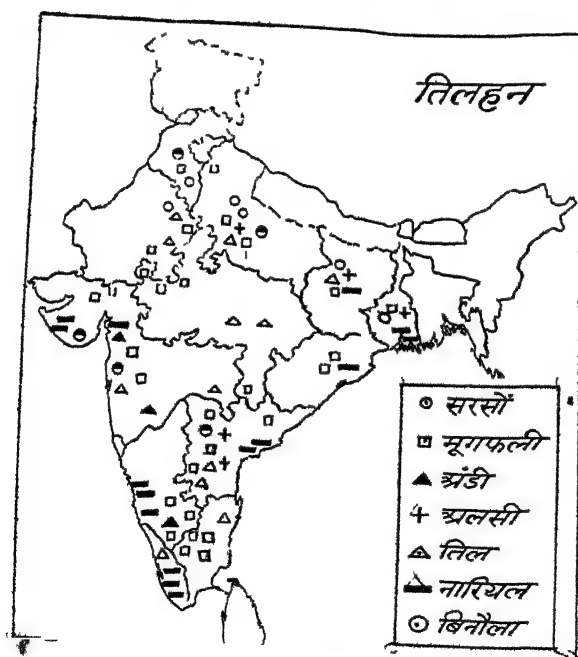 तिलहन
सरसों
मूगफली
अंडी
अलसी
तिल
नारियल
बिनौला